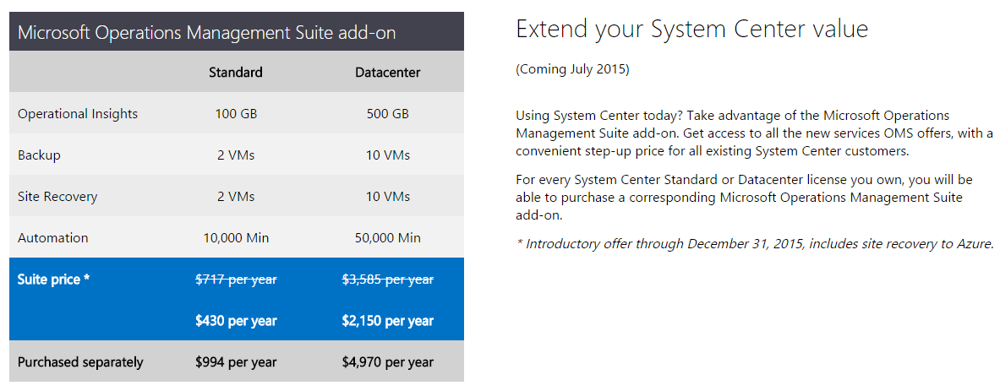 Microsoft Operations Management Suite add-on
Standard Datacenter
Operational Insights 100 GB 500 GB
Backup 2 VMs 10 VMs
Site Recovery 2 VMs 10 VMs
Automation 10,000 Min 50,000 Min
Suite price * $717 per year $3,585 per year
$430 per year $2,150 per year
Purchased separately $994 per year $4,970 per year
Extend your System Center value
(Coming July 2015)
Using System Center today? Take advantage of the Microsoft Operations
Management Suite add-on. Get access to all the new services OMS offers, with a
convenient step-up price for all existing System Center customers.
For every System Center Standard or Datacenter license you own, you will be
able to purchase a corresponding Microsoft Operations Management Suite
add-on.
* Introductory offer through December 31, 2015, includes site recovery to Azure.